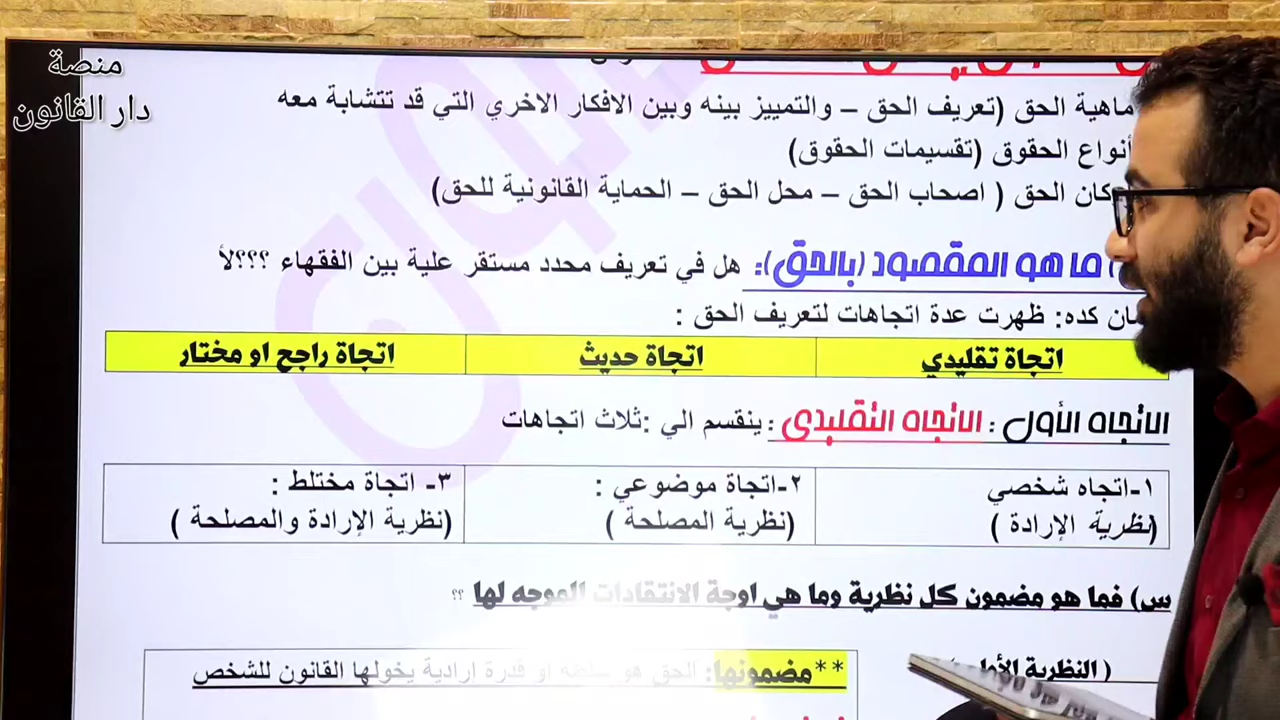 منصة
دار القانون
ماهية الحق (تعريف الحق – والتمييز بينه وبين الافكار الاخري التي قد تتشابة معه
أنواع الحقوق (تقسيمات الحقوق)
كان الحق ( اصحاب الحق – محل الحق – الحماية القانونية للحق)
) ما هو المقصود (بالحق): هل في تعريف محدد مستقر علية بين الفقهاء ؟؟؟لأ
ان كده: ظهرت عدة اتجاهات لتعريف الحق :
اتجاة تقليدي اتجاة حديث اتجاة راجح او مختار
الاتجاه الأول : الاتجاه التقليدى : ينقسم الي :ثلاث اتجاهات
١-اتجاه شخصي ٢-اتجاة موضوعي : ٣- اتجاة مختلط :
(نظرية الإرادة ) (نظرية المصلحة ) (نظرية الإرادة والمصلحة )
س) فما هو مضمون كل نظرية وما هي اوجة الانتقادات الموجه لها ؟؟
( النظرية الأولى
**مضمونها: الحق هو سلطه او قدرة ارادية يخولها القانون للشخص